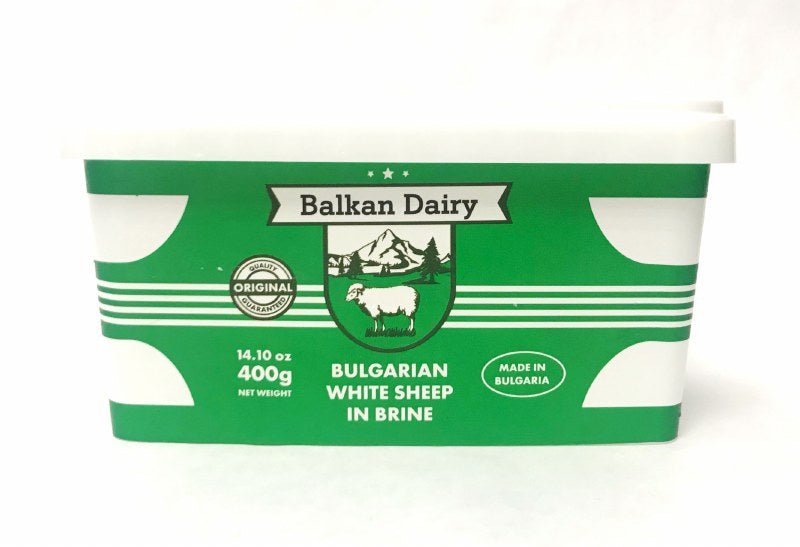 Balkan Dairy
QUALITY
ORIGINAL
GUARANTEED
14.10 oz
400g
NET WEIGHT
BULGARIAN
WHITE SHEEP
IN BRINE
MADE IN
BULGARIA